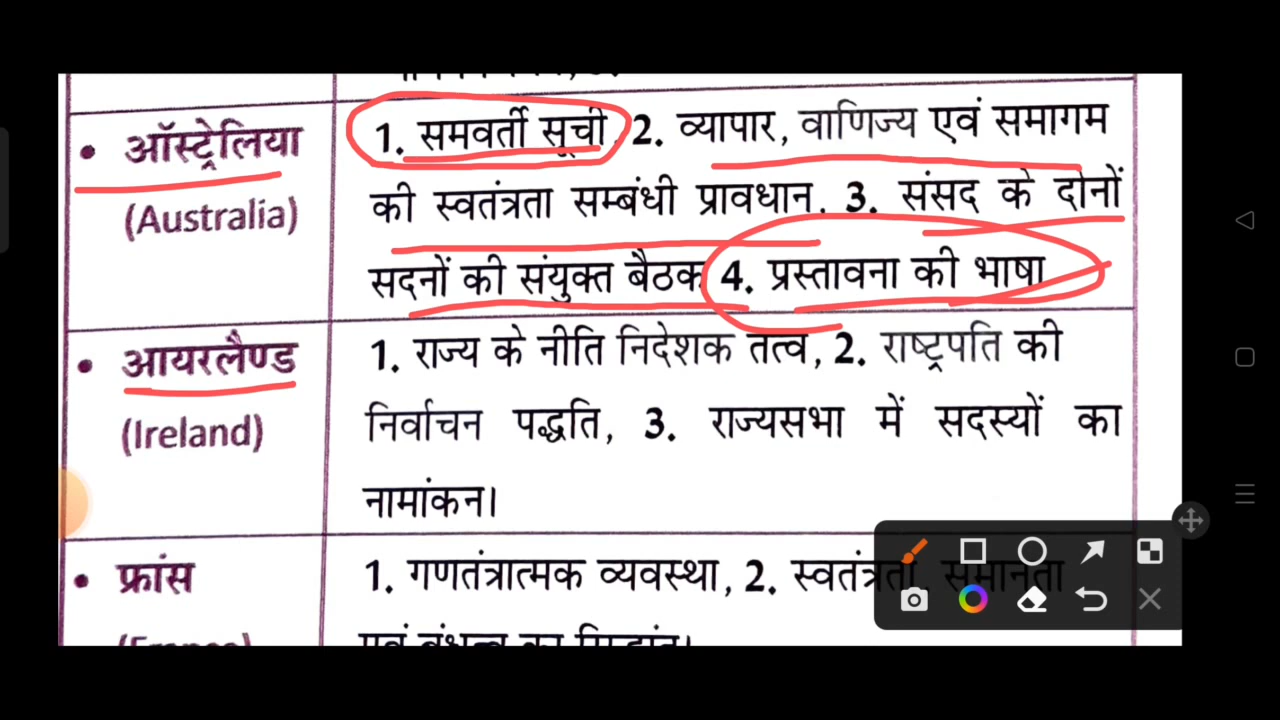 • ऑस्ट्रेलिया
(Australia)
1. समवर्ती सूची 2. व्यापार, वाणिज्य एवं समागम
की स्वतंत्रता सम्बंधी प्रावधान, 3. संसद के दोनों
सदनों की संयुक्त बैठक 4. प्रस्तावना की भाषा
• आयरलैण्ड
(Ireland)
1. राज्य के नीति निदेशक तत्व, 2. राष्ट्रपति की
निर्वाचन पद्धति, 3. राज्यसभा में सदस्यों का
नामांकन।
• फ्रांस
1. गणतंत्रात्मक व्यवस्था, 2. स्वतंत्रता, समानता